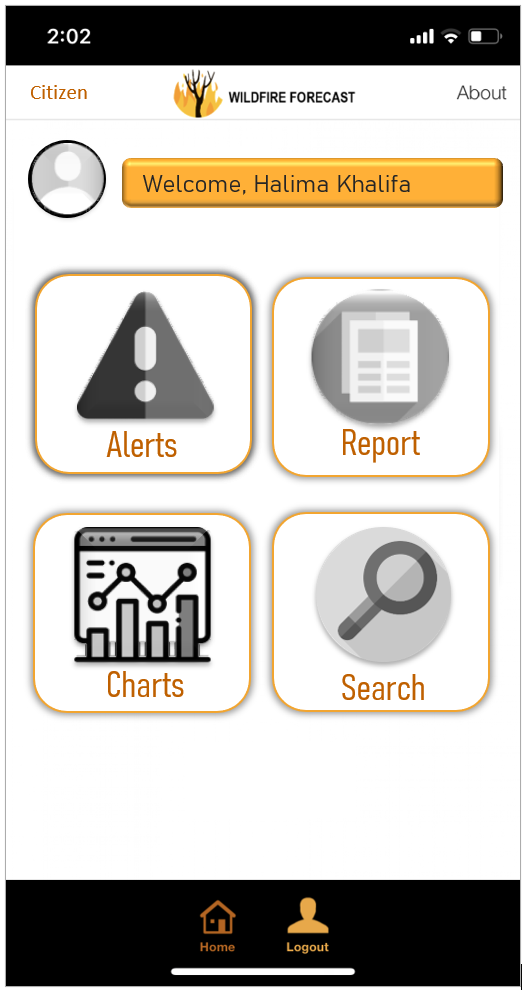 2:02
Citizen
WILDFIRE FORECAST
About
Welcome, Halima Khalifa
Alerts
Report
Charts
Search
Home
Logout